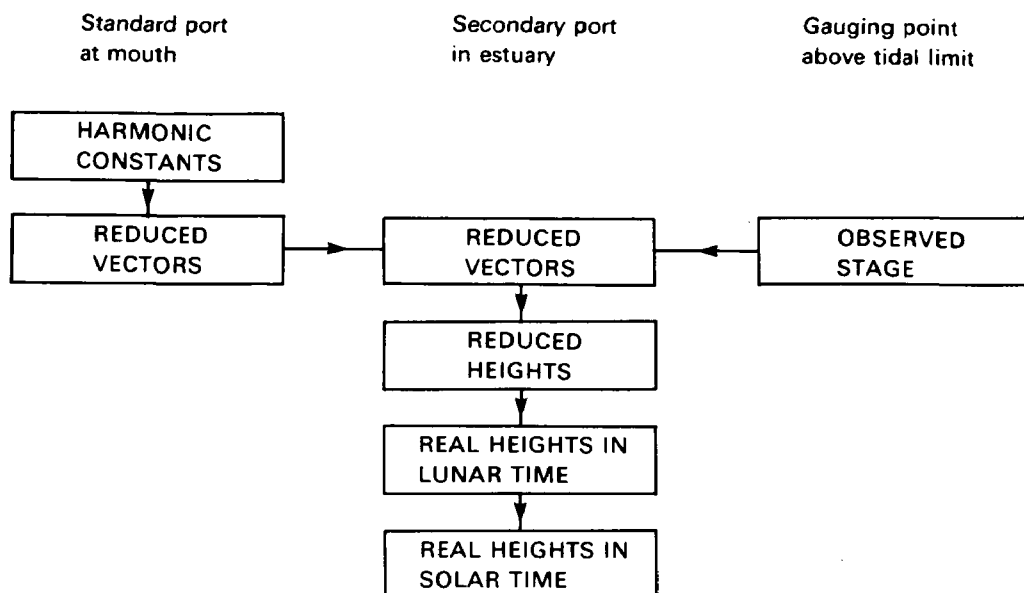 Standard port
at mouth
Secondary port
in estuary
Gauging point
above tidal limit
HARMONIC
CONSTANTS
REDUCED
VECTORS
REDUCED
VECTORS
OBSERVED
STAGE
REDUCED
HEIGHTS
REAL HEIGHTS IN
LUNAR TIME
REAL HEIGHTS IN
SOLAR TIME